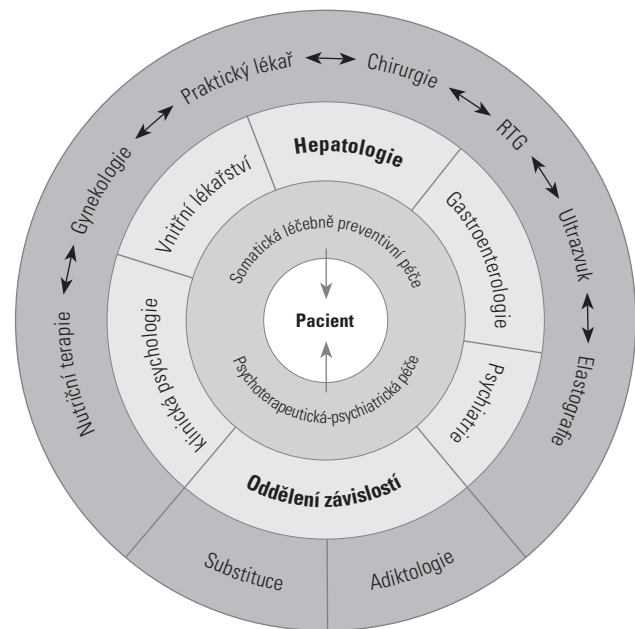 Praktický lékař
Chirurgie
RTG
Ultrazvuk
Elastografie
Adiktologie
Substituce
Nutriční terapie
Gynekologie
Hepatologie
Gastroenterologie
Psychiatrie
Oddělení závislostí
klinická psychologie
Vnitřní lékařství
Somatická léčebně preventivní péče
Pacient
Psychoterapeutická-psychiatrická péče